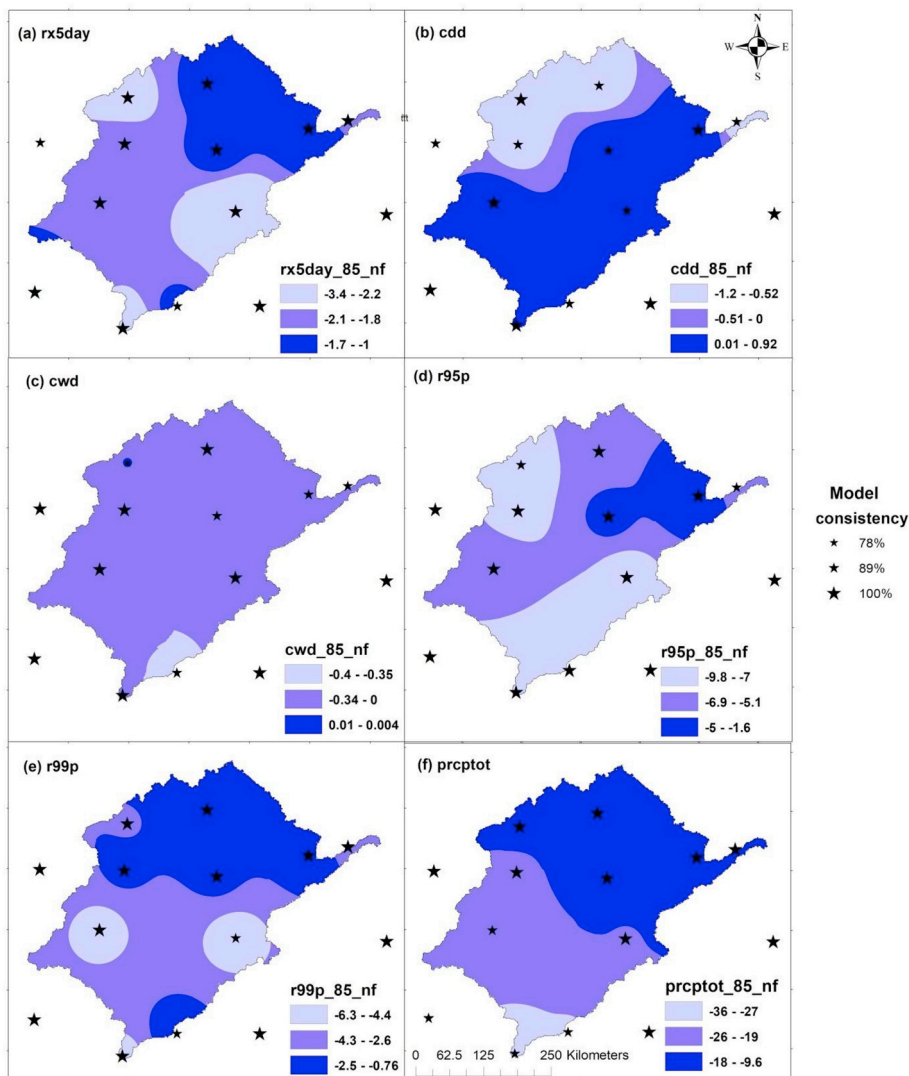 (a) rx5day
rx5day_85_nf
-3.4 - -2.2
-2.1 - -1.8
-1.7 - -1
(b) cdd
N
W E
S
cdd_85_nf
-1.2 - -0.52
-0.51 - 0
0.01 - 0.92
(c) cwd
cwd_85_nf
-0.4 - -0.35
-0.34 - 0
0.01 - 0.004
(d) r95p
r95p_85_nf
-9.8 - -7
-6.9 - -5.1
-5 - -1.6
Model
consistency
78%
89%
100%
(e) r99p
r99p_85_nf
-6.3 - -4.4
-4.3 - -2.6
-2.5 - -0.76
(f) prcptot
prcptot_85_nf
-36 - -27
-26 - -19
-18 - -9.6
0 62.5 125 250 Kilometers